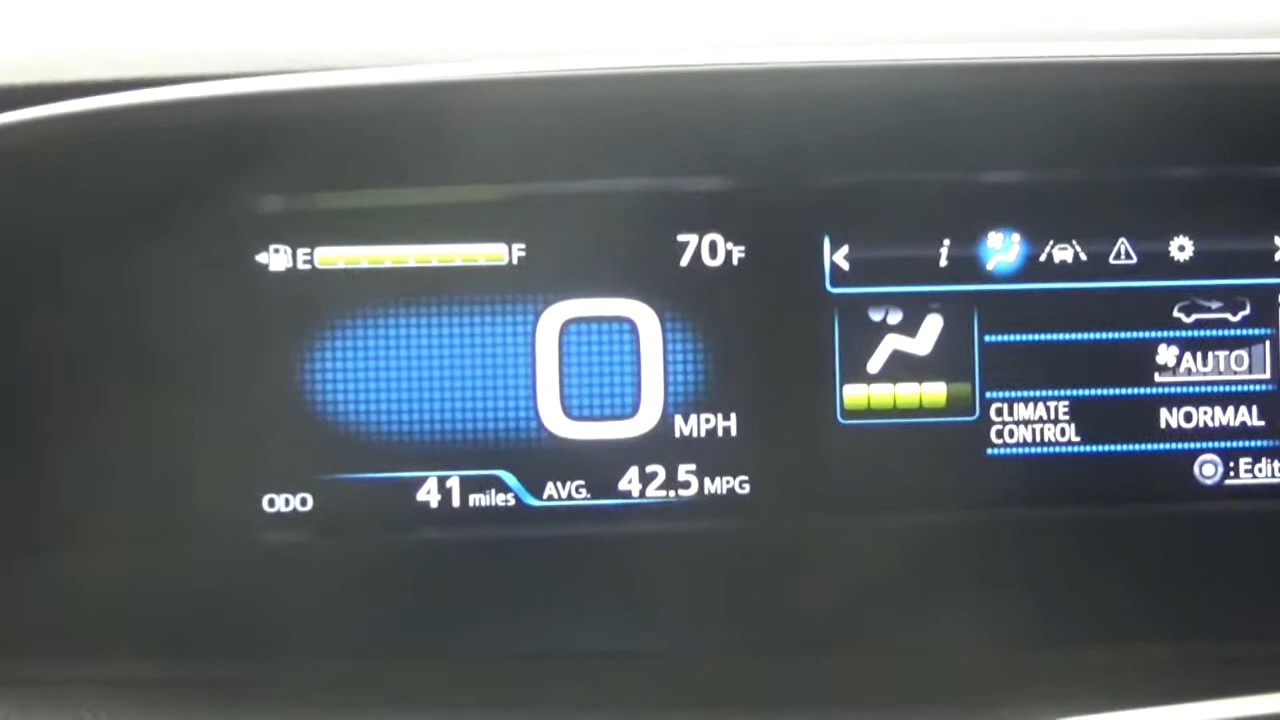 E F 70°F
0 MPH
ODO 41 miles AVG. 42.5 MPG
i
AUTO
CLIMATE
CONTROL
NORMAL
:Edit